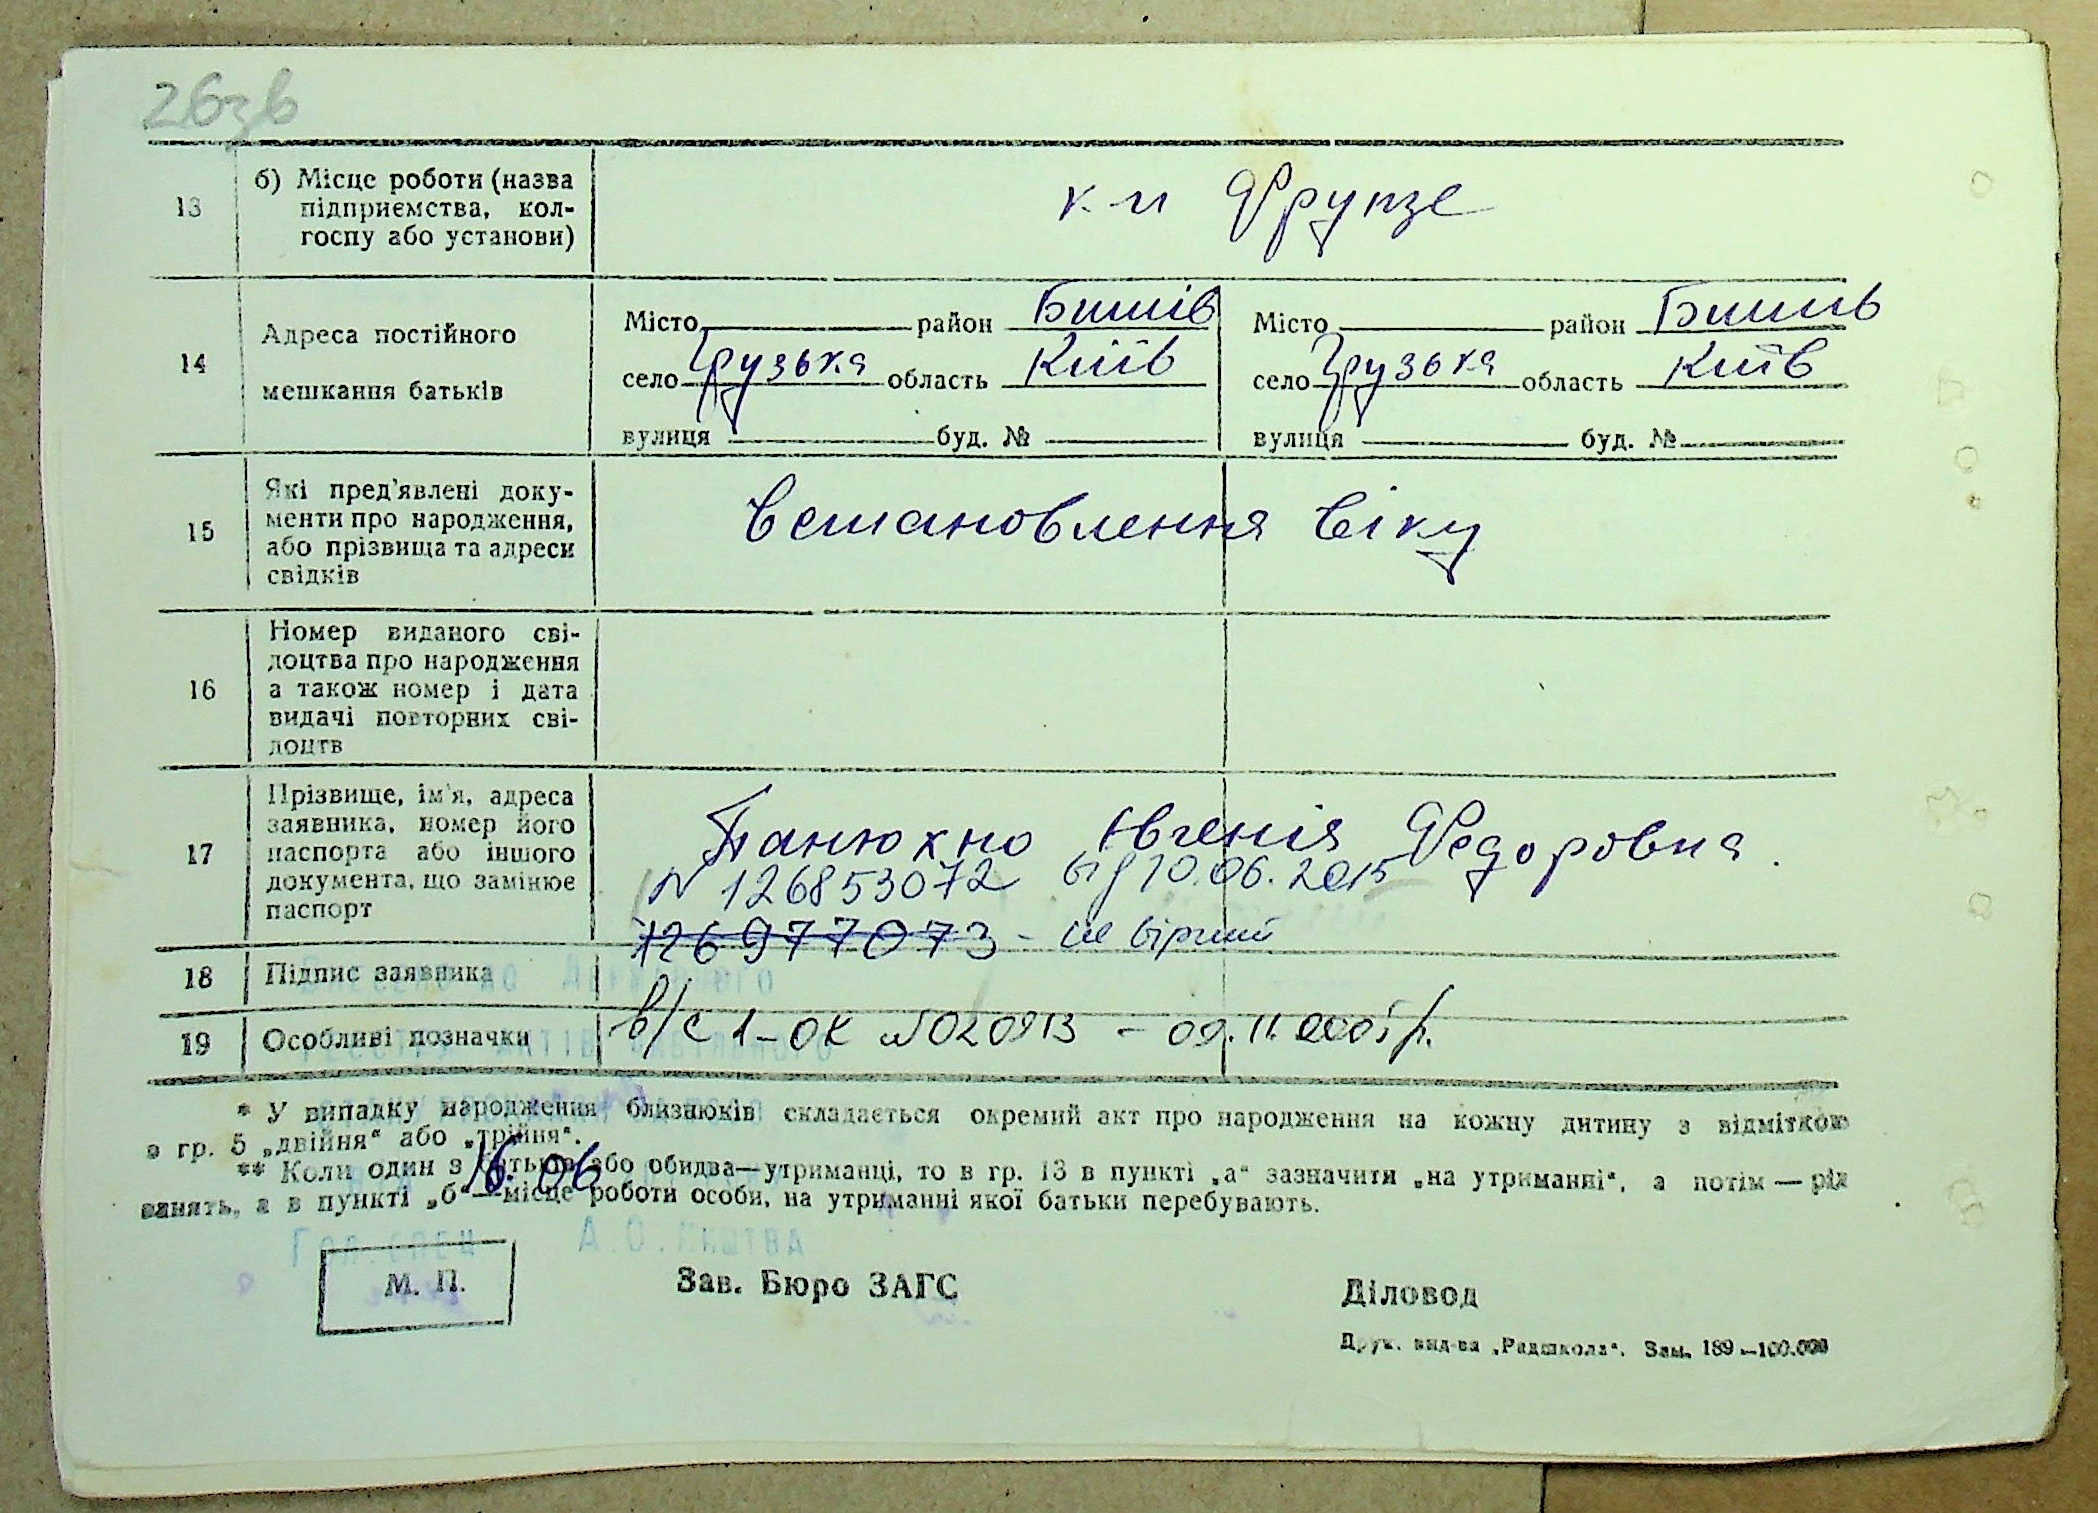 26зв
13
б) Місце роботи (назва
підприємства, кол-
госпу або установи)
к-п Фрунзе
14
Адреса постійного
мешкання батьків
Місто район Бишів
село Грузька область Київ
вулиця буд. №
Місто район Бишів
село Грузька область Київ
вулиця буд. №
15
Які пред'явлені доку-
менти про народження,
або прізвища та адреси
свідків
встановлення віку
16
Номер виданого сві-
доцтва про народження
а також номер і дата
видачі повторних сві-
доцтв
17
Прізвище, ім'я, адреса
заявника, номер його
паспорта або іншого
документа, що замінює
паспорт
Євгенія Федоровна
N 126853072 від 10.06.2015
126977073 - не вірний
18
Підпис заявника
19
Особливі позначки
в/с 1-ОК №020913 - 09.11.2005 р.
* У випадку народження близнюків складається окремий акт про народження на кожну дитину з відміткою
в гр. 5 „двійня" або „трійня".
** Коли один з батьків або обидва—утриманці, то в гр. 13 в пункті „а" зазначити „на утриманні", а потім — рід
занять, а в пункті „б"—місце роботи особи, на утриманні якої батьки перебувають.
16.06
М. П.
Зав. Бюро ЗАГС
Діловод
Друк. вид-ва „Радшкола". Зам. 189—100.000